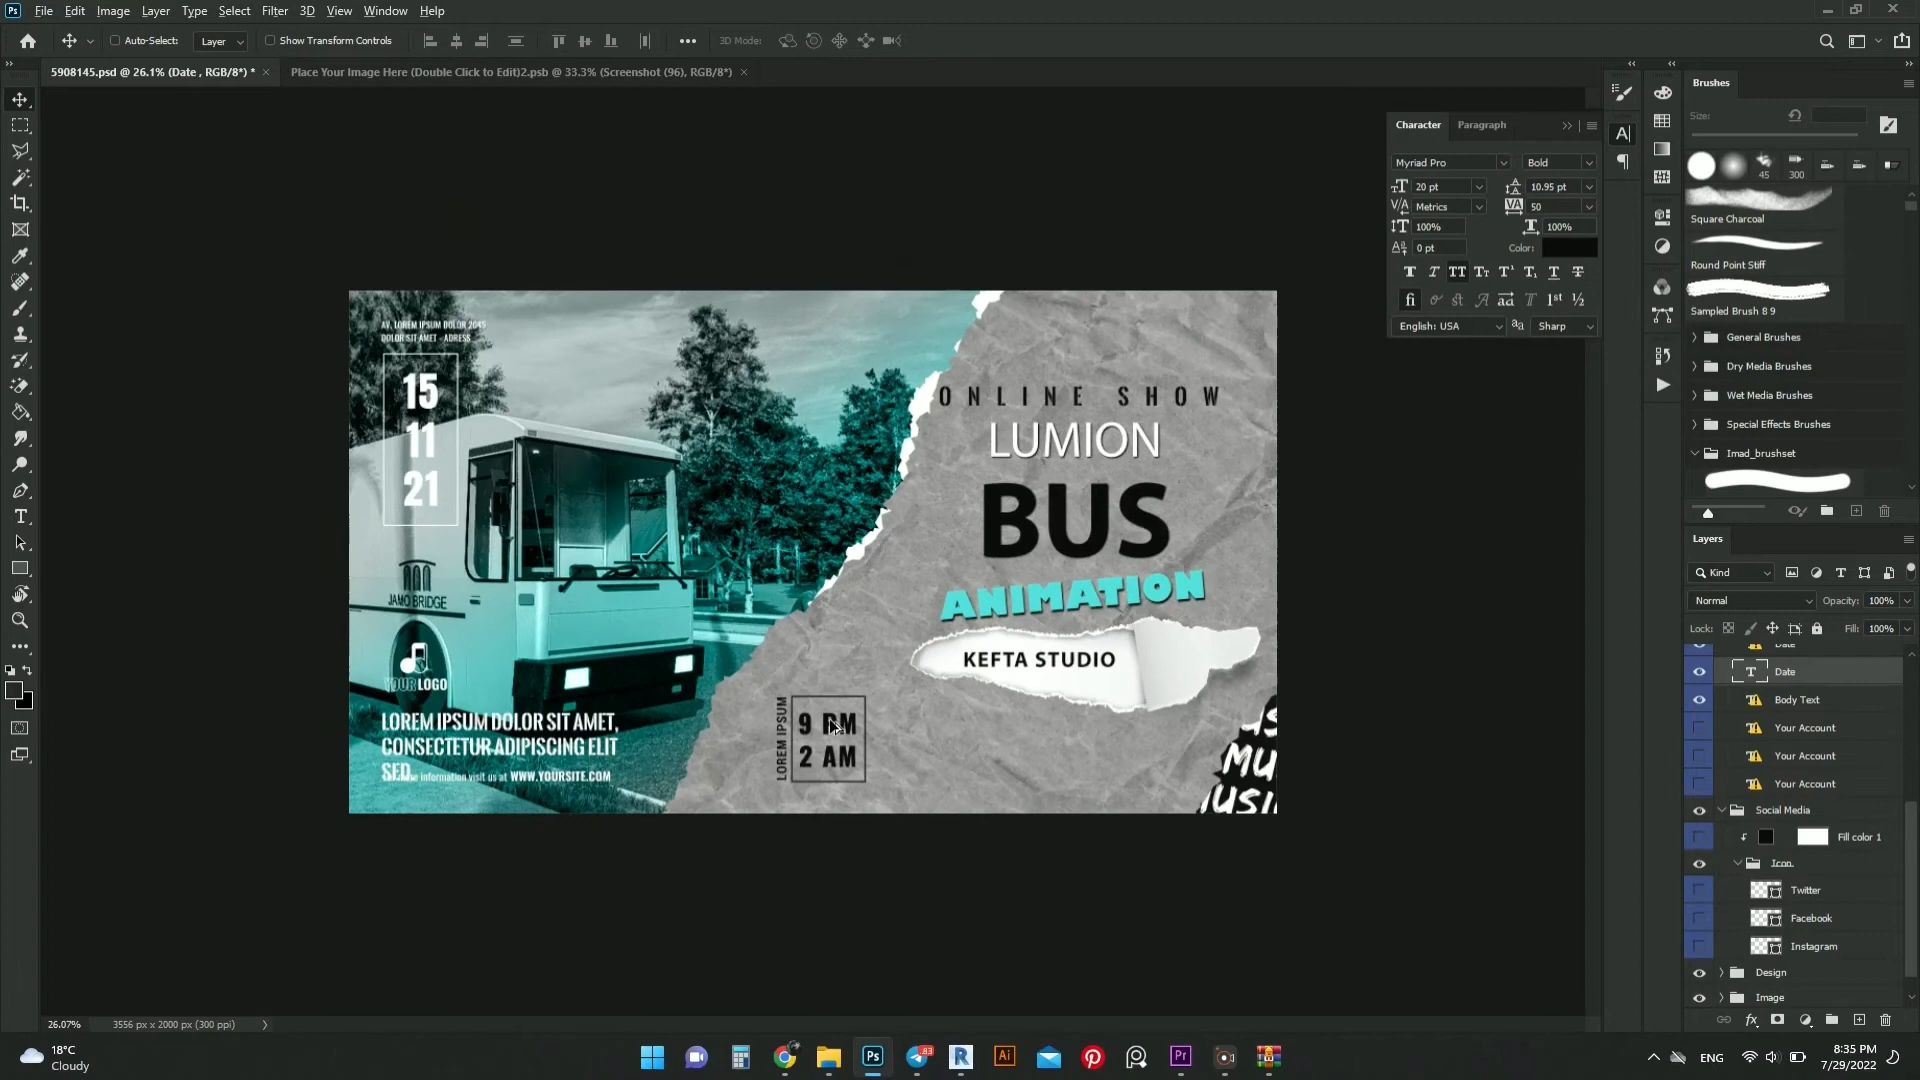 File Edit Image Layer Type Select Filter 3D View Window Help
Auto-Select: Layer Show Transform Controls 3D Mode:
5908145.psd @ 26.1% (Date , RGB/8*) * × Place Your Image Here (Double Click to Edit)2.psb @ 33.3% (Screenshot (96), RGB/8*) ×
Brushes
Size:
45 300
Square Charcoal
Round Point Stiff
Sampled Brush 8 9
General Brushes
Dry Media Brushes
Wet Media Brushes
Special Effects Brushes
Imad_brushset
Character Paragraph
Myriad Pro Bold
20 pt 10.95 pt
Metrics 50
100% 100%
0 pt Color:
English: USA Sharp
AV. LOREM IPSUM DOLOR 2045
DOLOR SIT AMET - ADRESS
15
11
21
JAMO BRIDGE
YOUR LOGO
LOREM IPSUM DOLOR SIT AMET,
CONSECTETUR ADIPISCING ELIT
SED
information visit us at WWW.YOURSITE.COM
ONLINE SHOW
LUMION
BUS
ANIMATION
KEFTA STUDIO
LOREM IPSUM
9 PM
2 AM
Layers
Kind
Normal Opacity: 100%
Lock: Fill: 100%
Date
Date
Body Text
Your Account
Your Account
Your Account
Social Media
Fill color 1
Icon
Twitter
Facebook
Instagram
Design
Image
26.07% 3556 px x 2000 px (300 ppi)
18°C
Cloudy
83
ENG
8:35 PM
7/29/2022